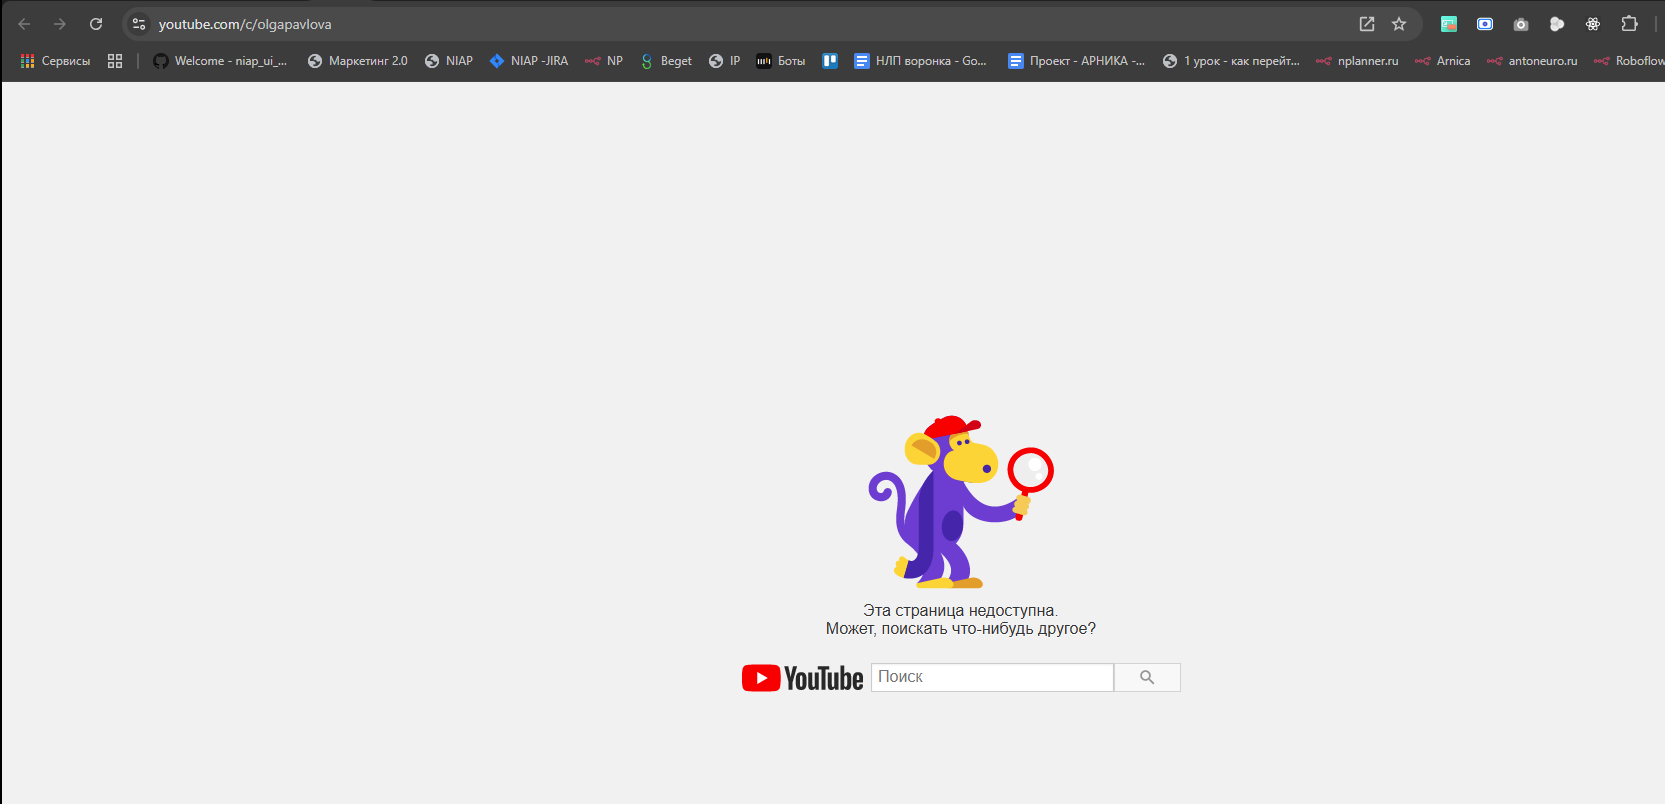 youtube.com/c/olgapavlova
Сервисы
Welcome - niap_ui_...
Маркетинг 2.0
NIAP
NIAP -JIRA
NP
Beget
IP
Боты
НЛП воронка - Go...
Проект - АРНИКА -...
1 урок - как перейт...
nplanner.ru
Arnica
antoneuro.ru
Roboflow
Эта страница недоступна.
Может, поискать что-нибудь другое?
YouTube
Поиск